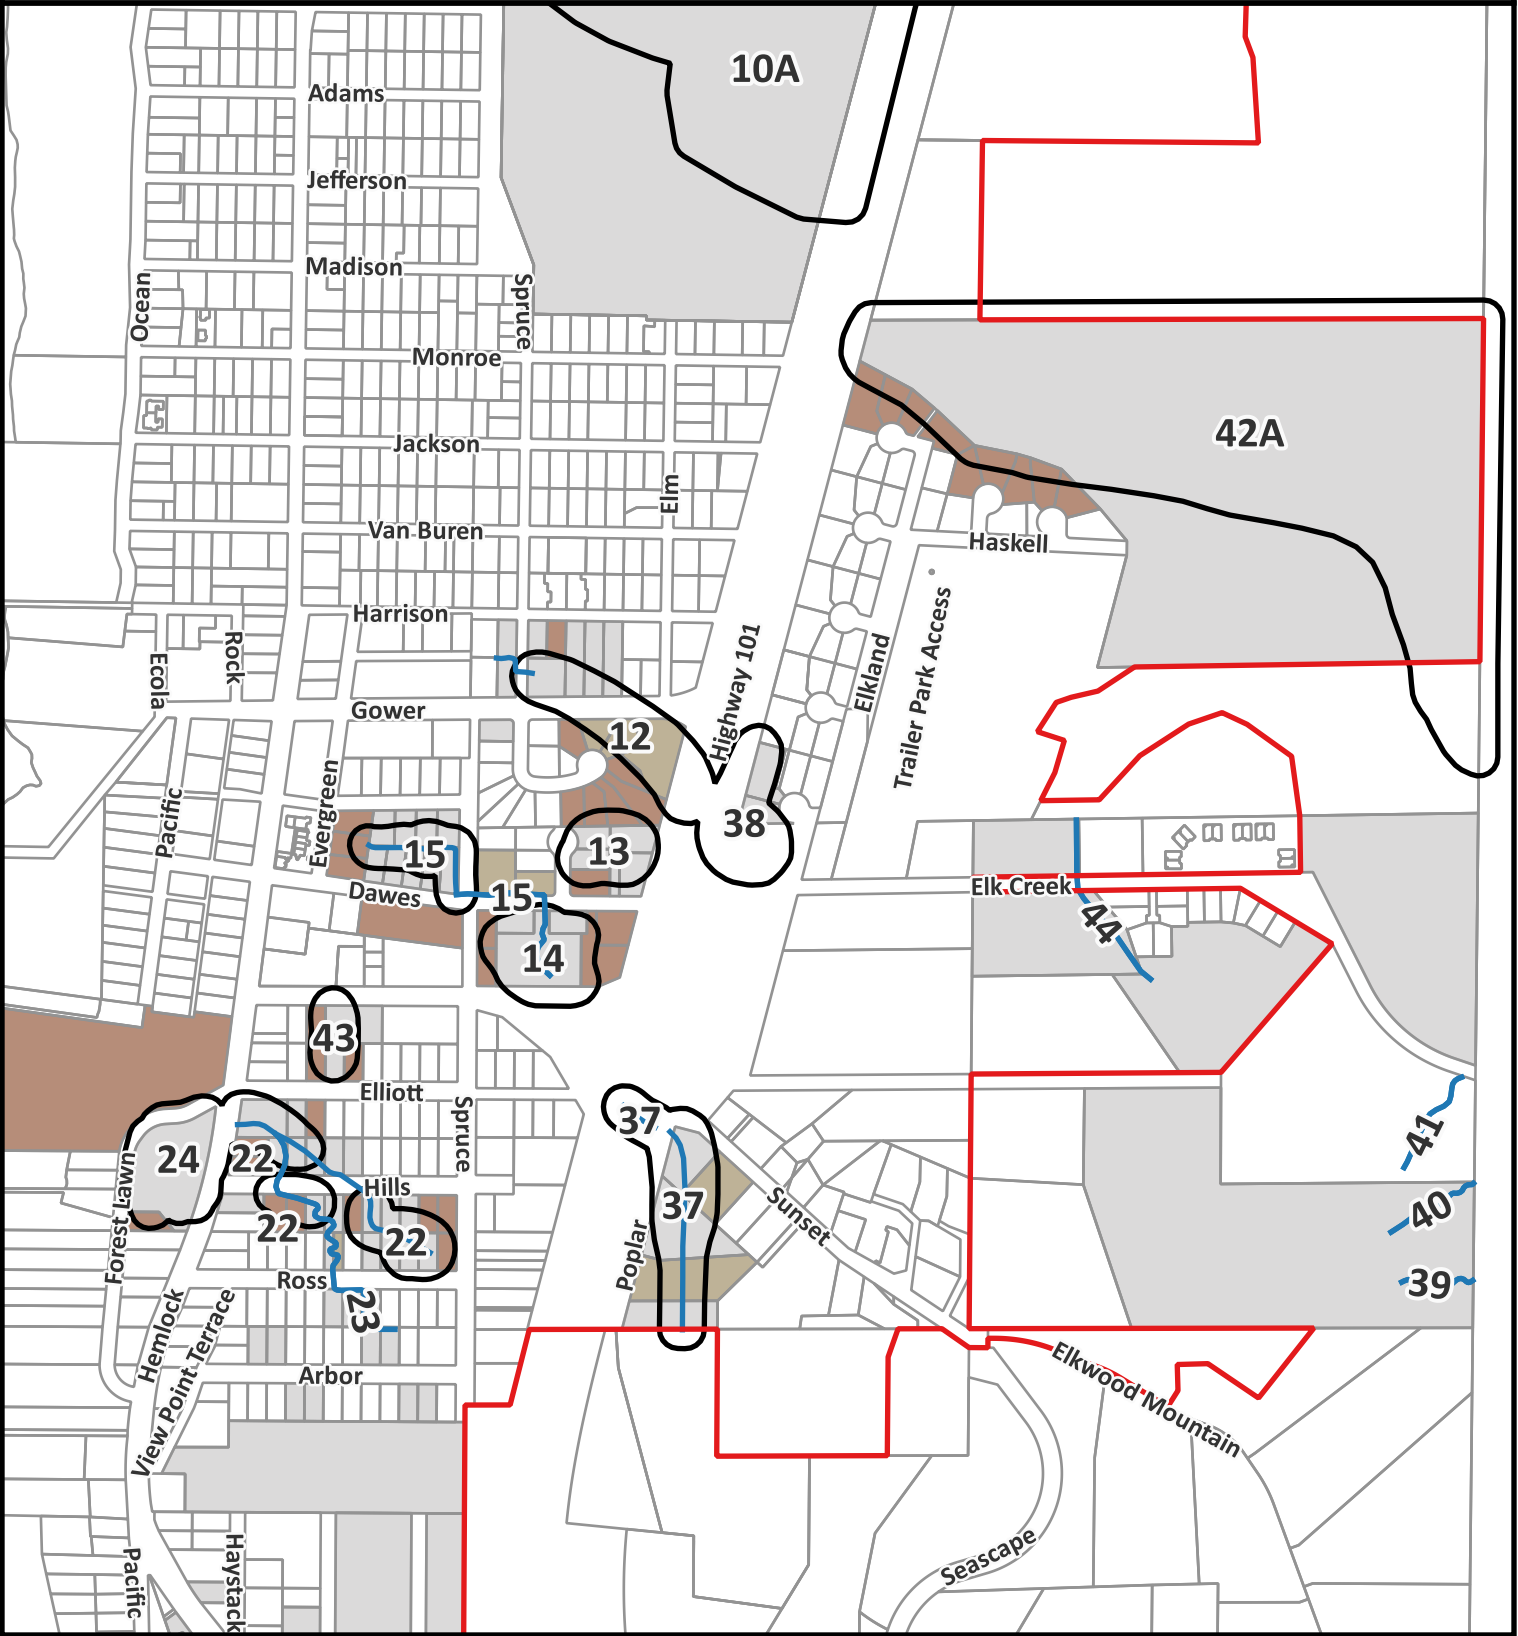 10A
Adams
Jefferson
Madison
Ocean
Spruce
Monroe
42A
Jackson
Elm
Van Buren
Haskell
Harrison
Trailer Park Access
Highway 101
Elkland
Rock
Ecola
Gower
12
Evergreen
Pacific
38
15
13
Dawes
15
Elk Creek
44
14
43
Elliott
37
Spruce
41
24
22
Forest Lawn
Hills
37
Sunset
40
22
22
Poplar
Ross
39
23
Hemlock
View Point Terrace
Arbor
Elkwood Mountain
Seascape
Pacific
Haystack